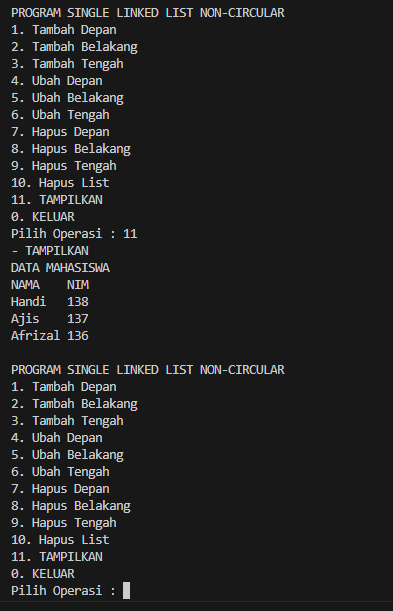 PROGRAM SINGLE LINKED LIST NON-CIRCULAR
1. Tambah Depan
2. Tambah Belakang
3. Tambah Tengah
4. Ubah Depan
5. Ubah Belakang
6. Ubah Tengah
7. Hapus Depan
8. Hapus Belakang
9. Hapus Tengah
10. Hapus List
11. TAMPILKAN
0. KELUAR
Pilih Operasi : 11
- TAMPILKAN
DATA MAHASISWA
NAMA    NIM
Handi   138
Ajis    137
Afrizal 136
PROGRAM SINGLE LINKED LIST NON-CIRCULAR
1. Tambah Depan
2. Tambah Belakang
3. Tambah Tengah
4. Ubah Depan
5. Ubah Belakang
6. Ubah Tengah
7. Hapus Depan
8. Hapus Belakang
9. Hapus Tengah
10. Hapus List
11. TAMPILKAN
0. KELUAR
Pilih Operasi :